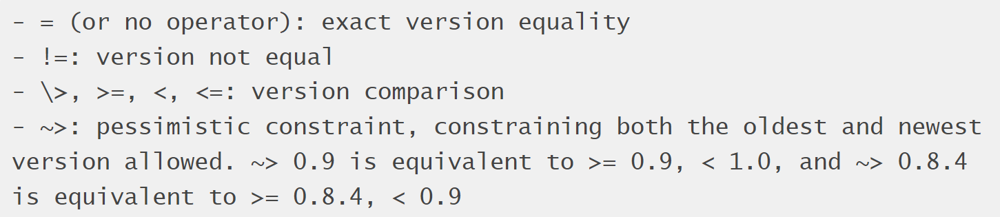 - = (or no operator): exact version equality
- !=: version not equal
- \>, >=, <, <=: version comparison
- ~>: pessimistic constraint, constraining both the oldest and newest
version allowed. ~> 0.9 is equivalent to >= 0.9, < 1.0, and ~> 0.8.4
is equivalent to >= 0.8.4, < 0.9